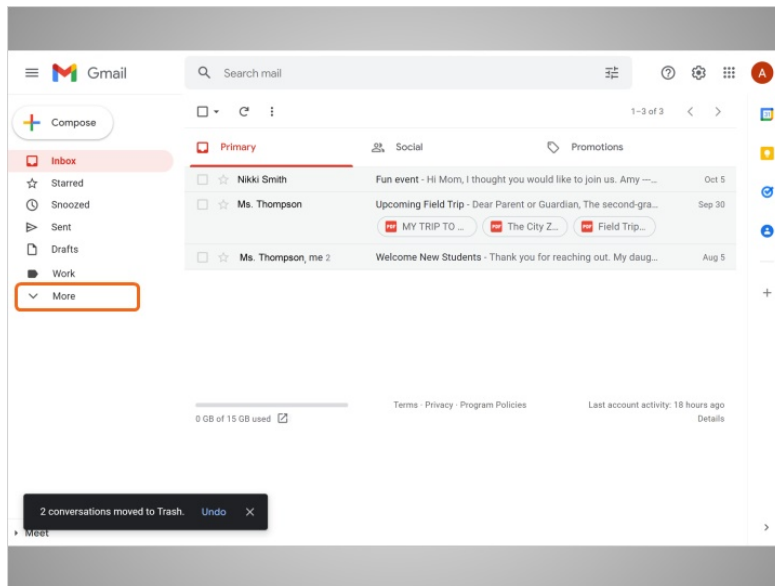 Gmail
Search mail
A
Compose
1–3 of 3
Primary
Social
Promotions
Inbox
Nikki Smith
Fun event - Hi Mom, I thought you would like to join us. Amy ---...
Oct 5
Starred
Snoozed
Ms. Thompson
Upcoming Field Trip - Dear Parent or Guardian, The second-gra...
Sep 30
Sent
PDF MY TRIP TO ...
PDF The City Z...
PDF Field Trip...
Drafts
Ms. Thompson, me 2
Welcome New Students - Thank you for reaching out. My daug...
Aug 5
Work
More
0 GB of 15 GB used
Terms · Privacy · Program Policies
Last account activity: 18 hours ago
Details
2 conversations moved to Trash.
Undo
Meet